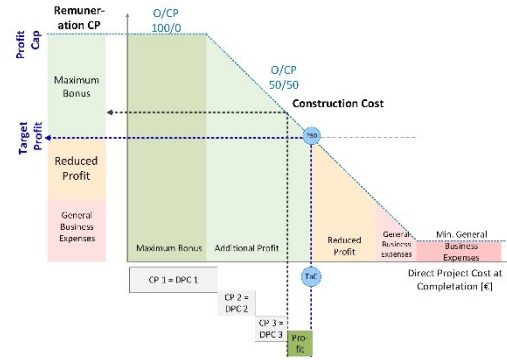 Remuner-
ation CP
Profit
Cap
O/CP
100/0
O/CP
50/50
Maximum
Bonus
Construction Cost
Target
Profit
P50
Reduced
Profit
General
Business
Expenses
Maximum Bonus
Additional Profit
Reduced
Profit
General-
Business
Expenses
Min. General
Business
Expenses
Direct Project Cost at
Completion [€]
TaC
CP 1 = DPC 1
CP 2 =
DPC 2
CP 3 =
DPC 3
Pro-
fit